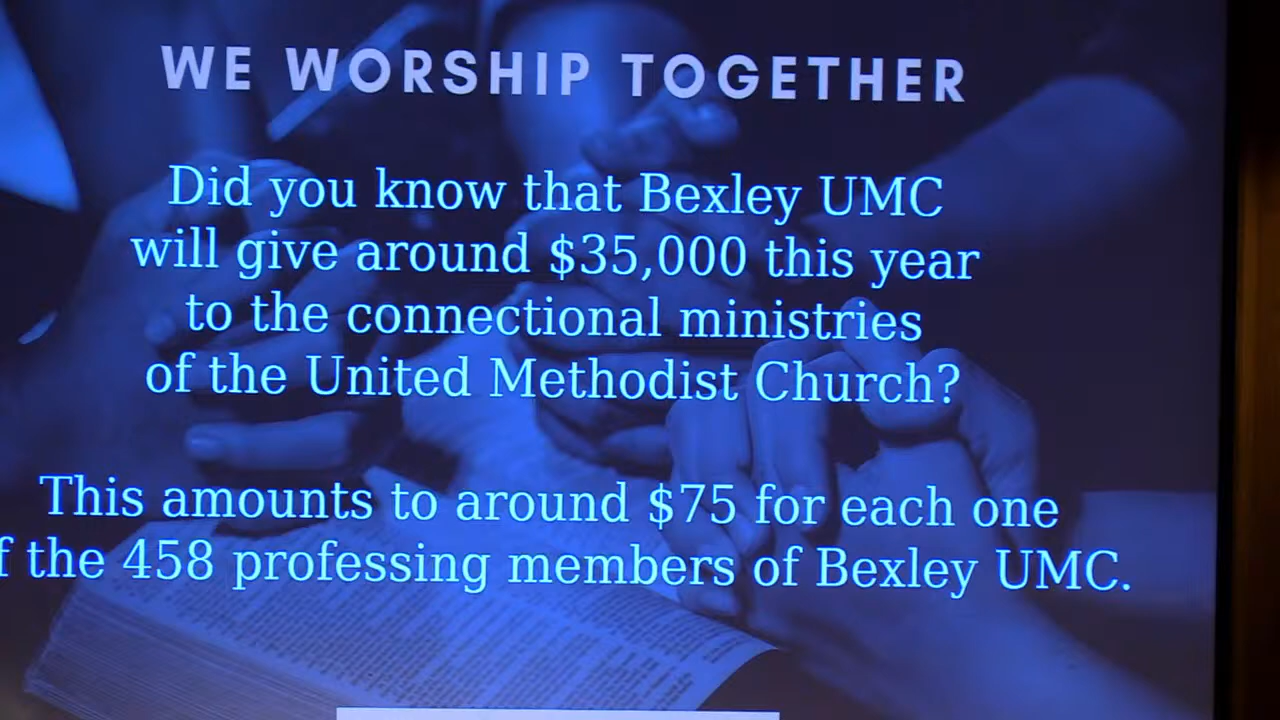 WE WORSHIP TOGETHER
Did you know that Bexley UMC
will give around $35,000 this year
to the connectional ministries
of the United Methodist Church?
This amounts to around $75 for each one
f the 458 professing members of Bexley UMC.